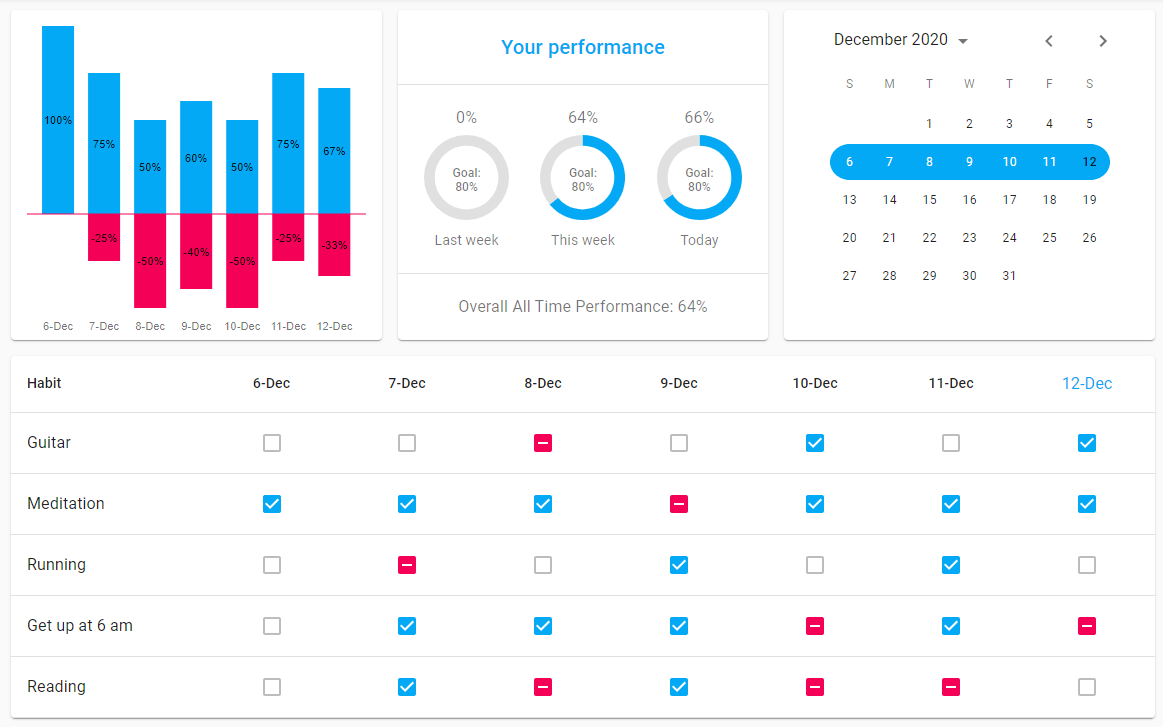 100%
75%
50%
60%
50%
75%
67%
-25%
-50%
-40%
-50%
-25%
-33%
6-Dec 7-Dec 8-Dec 9-Dec 10-Dec 11-Dec 12-Dec
Your performance
0% 64% 66%
Goal: Goal: Goal:
80% 80% 80%
Last week This week Today
Overall All Time Performance: 64%
December 2020
S M T W T F S
1 2 3 4 5
6 7 8 9 10 11 12
13 14 15 16 17 18 19
20 21 22 23 24 25 26
27 28 29 30 31
Habit 6-Dec 7-Dec 8-Dec 9-Dec 10-Dec 11-Dec 12-Dec
Guitar
Meditation
Running
Get up at 6 am
Reading